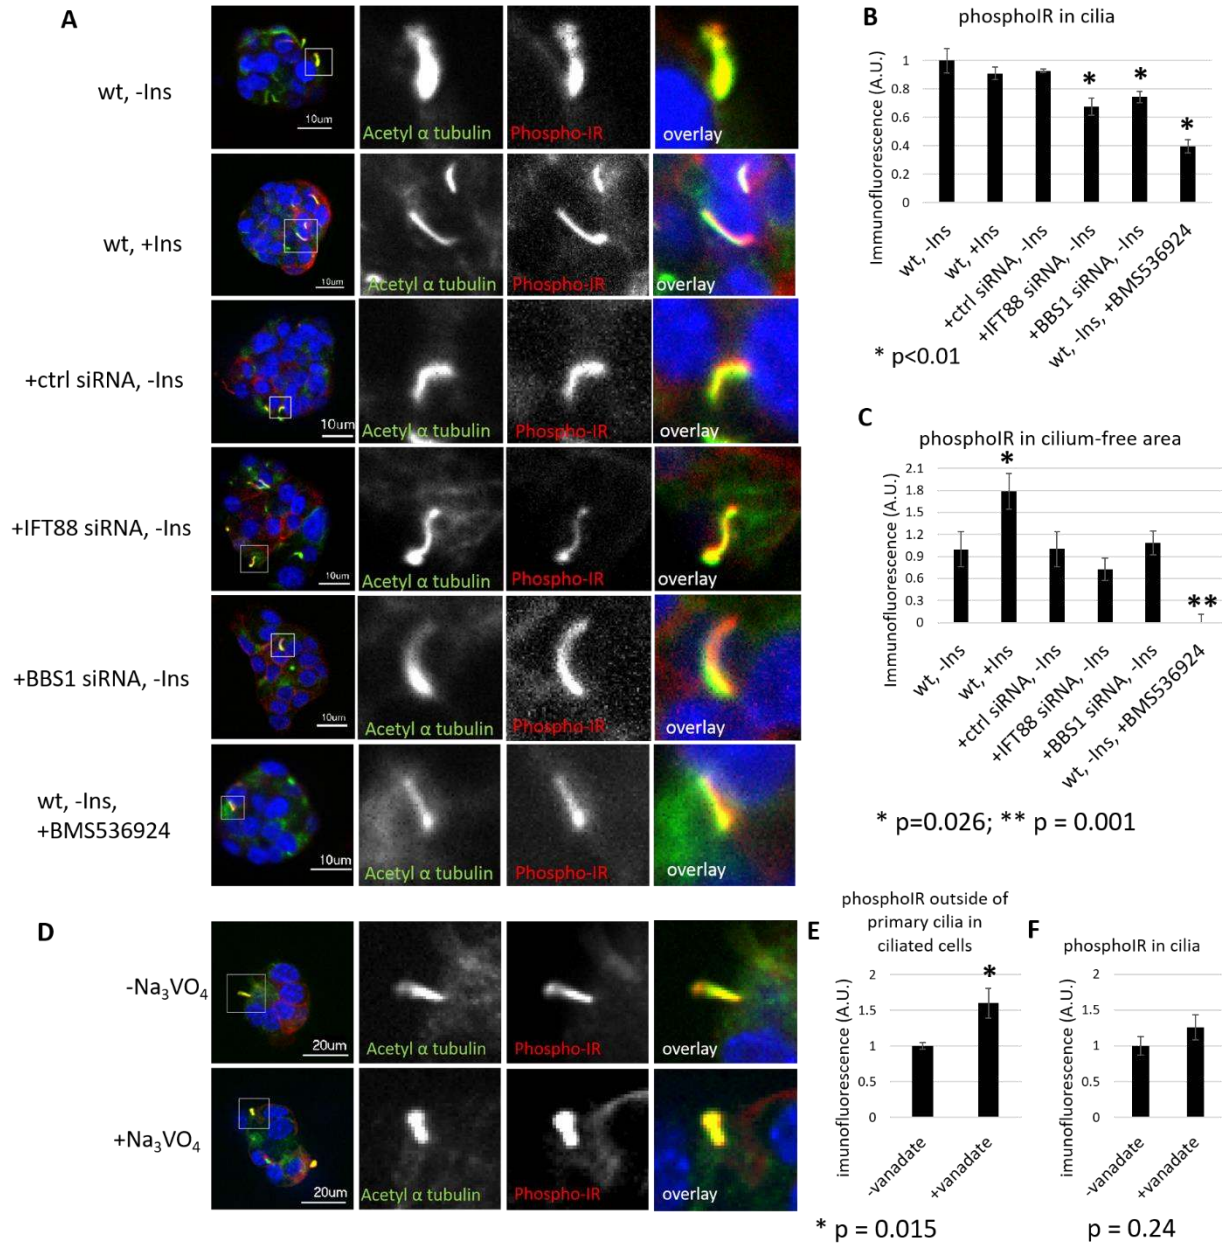 A
wt, -Ins
10um
Acetyl α tubulin
Phospho-IR
overlay
wt, +Ins
10um
Acetyl α tubulin
Phospho-IR
overlay
+ctrl siRNA, -Ins
10um
Acetyl α tubulin
Phospho-IR
overlay
+IFT88 siRNA, -Ins
10um
Acetyl α tubulin
Phospho-IR
overlay
+BBS1 siRNA, -Ins
10um
Acetyl α tubulin
Phospho-IR
overlay
wt, -Ins,
+BMS536924
10um
Acetyl α tubulin
Phospho-IR
overlay
B
phosphoIR in cilia
Immunofluorescence (A.U.)
1
0.8
0.6
0.4
0.2
0
*
*
*
wt, -Ins
wt, +Ins
+ctrl siRNA, -Ins
+IFT88 siRNA, -Ins
+BBS1 siRNA, -Ins
wt, -Ins, +BMS536924
* p<0.01
C
phosphoIR in cilium-free area
Immunofluorescence (A.U.)
2.1
1.8
1.5
1.2
0.9
0.6
0.3
0
*
**
wt, -Ins
wt, +Ins
+ctrl siRNA, -Ins
+IFT88 siRNA, -Ins
+BBS1 siRNA, -Ins
wt, -Ins, +BMS536924
* p=0.026; ** p = 0.001
D
-Na₃VO₄
20um
Acetyl α tubulin
Phospho-IR
overlay
+Na₃VO₄
20um
Acetyl α tubulin
Phospho-IR
overlay
E
phosphoIR outside of
primary cilia in
ciliated cells
imunofluorescence (A.U.)
2
1.5
1
0.5
0
*
-vanadate
+vanadate
* p = 0.015
F
phosphoIR in cilia
imunofluorescence (A.U.)
2
1.5
1
0.5
0
-vanadate
+vanadate
p = 0.24